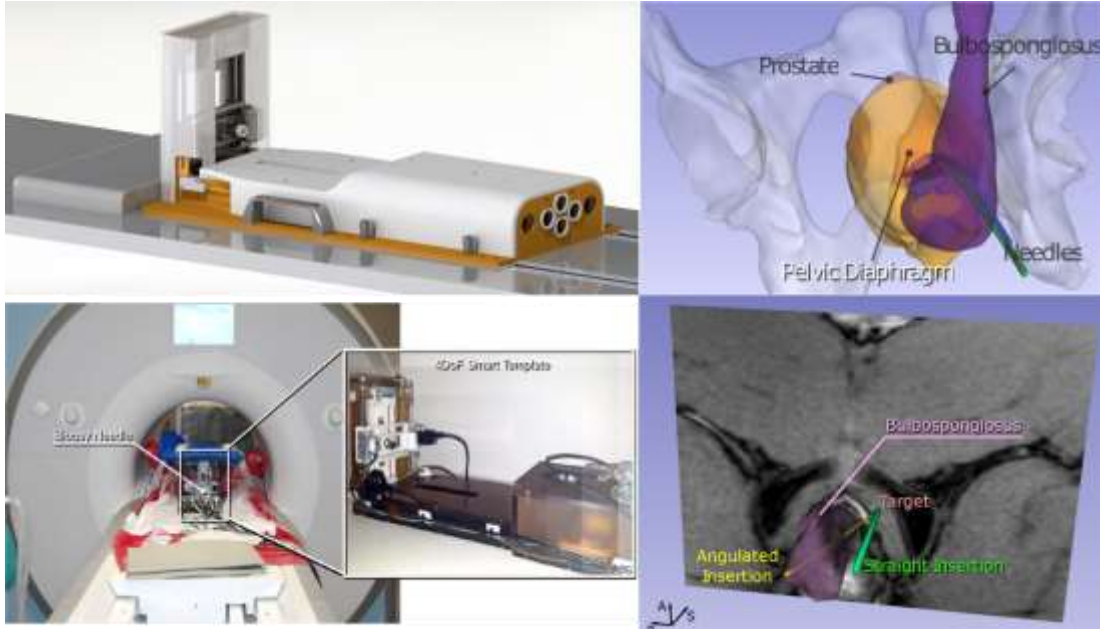 Prostate
Bulbospongiosus
Needles
Pelvic Diaphragm
4DoF Smart Template
Biopsy Needle
Bulbospongiosus
Target
Angulated
Insertion
Straight Insertion
A
S